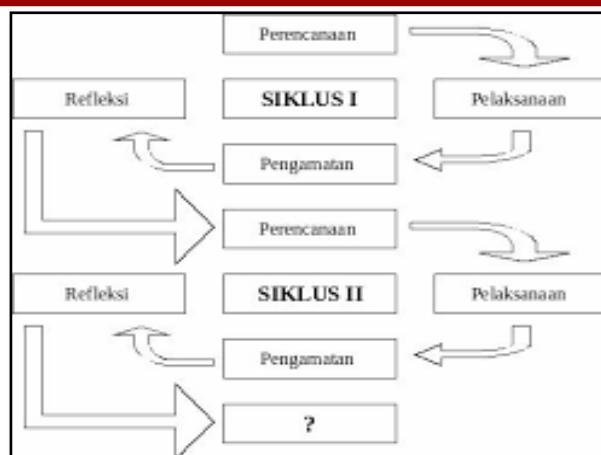 Perencanaan
Refleksi
SIKLUS I
Pelaksanaan
Pengamatan
Perencanaan
Refleksi
SIKLUS II
Pelaksanaan
Pengamatan
?